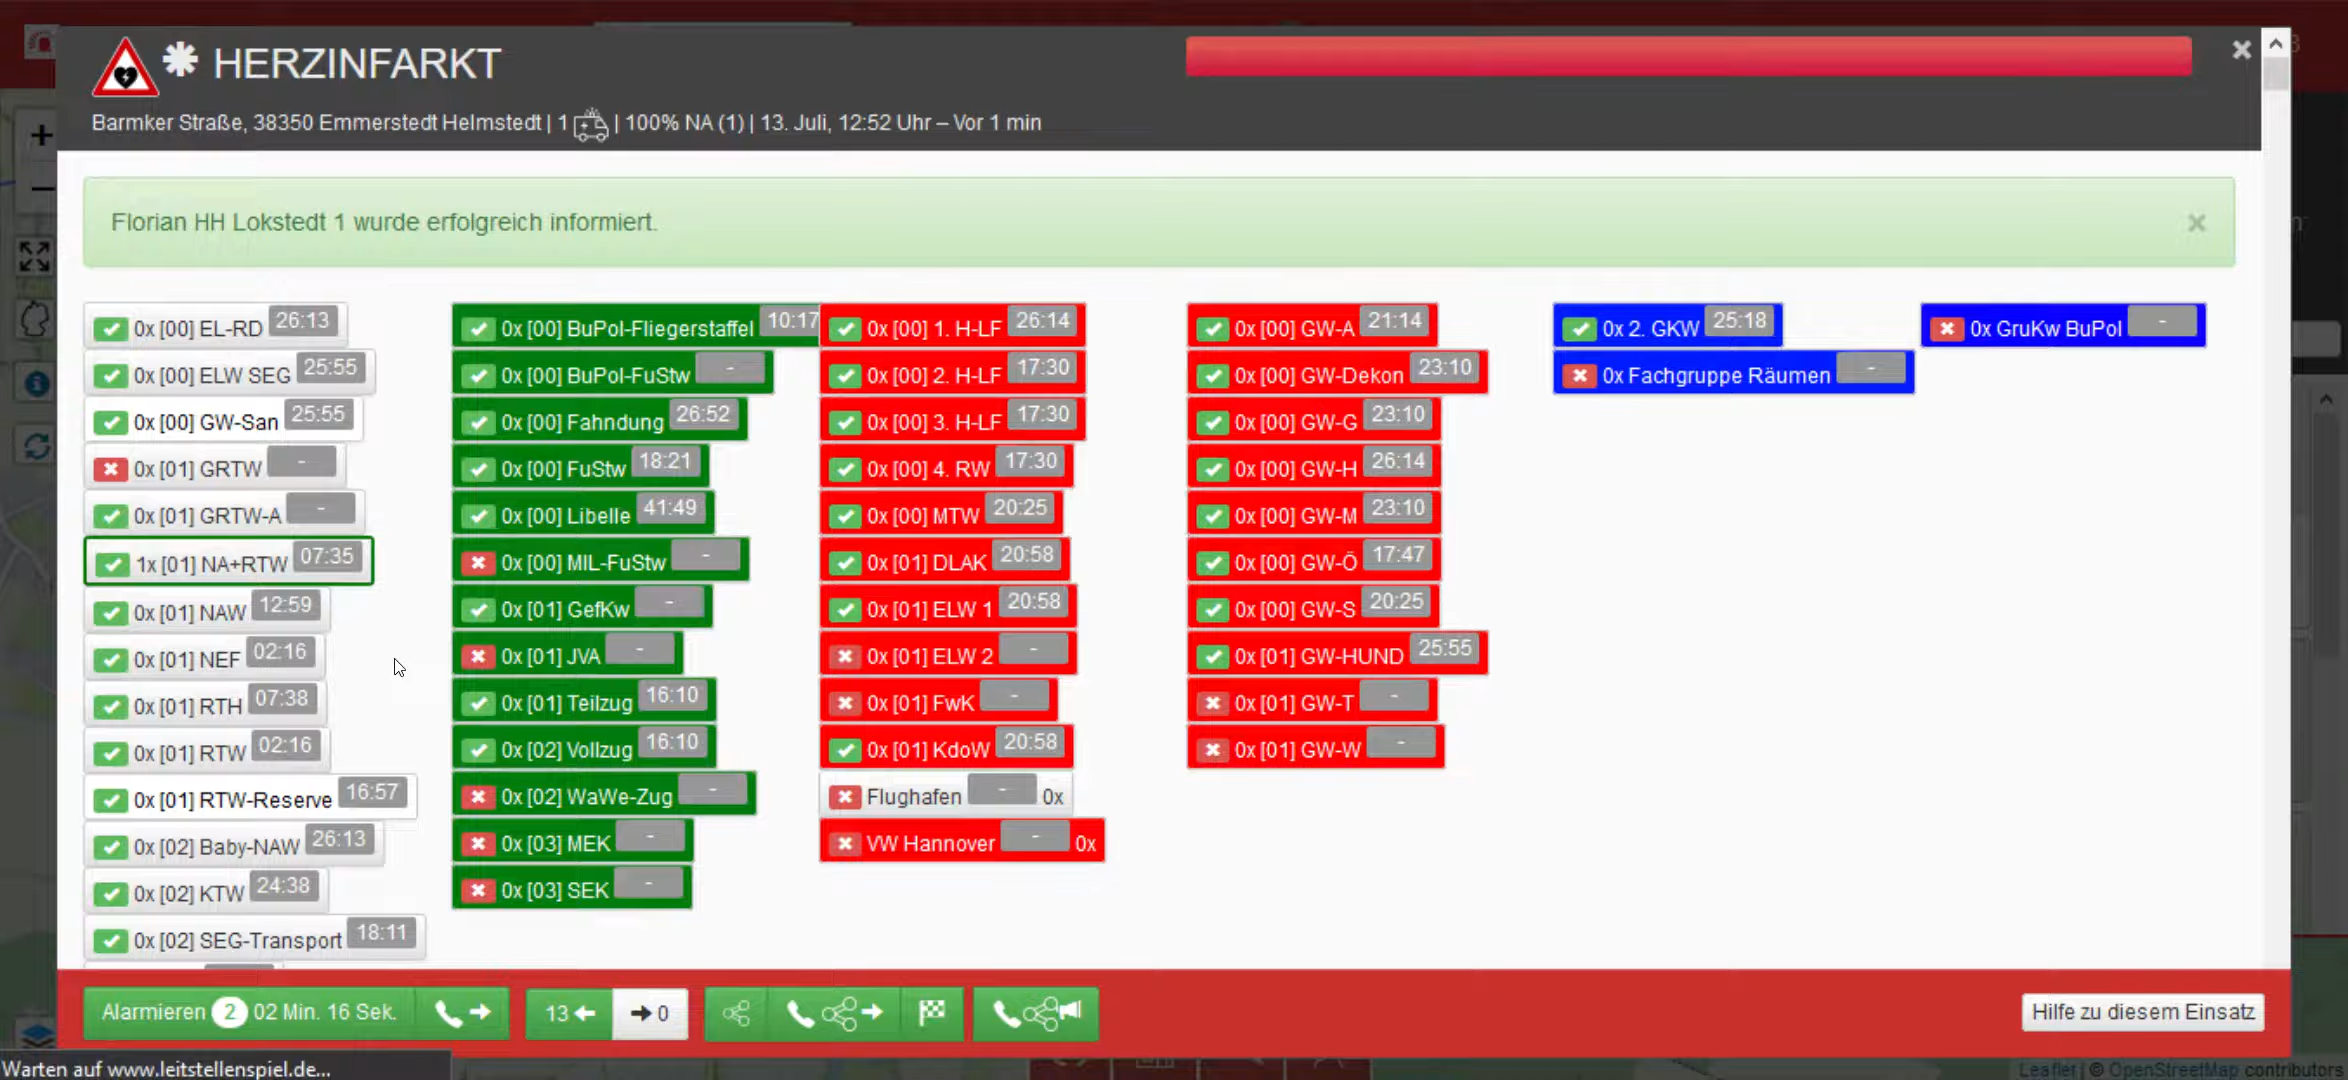 HERZINFARKT
Barmker Straße, 38350 Emmerstedt Helmstedt | 1 | 100% NA (1) | 13. Juli, 12:52 Uhr – Vor 1 min
Florian HH Lokstedt 1 wurde erfolgreich informiert.
0x [00] EL-RD 26:13
0x [00] ELW SEG 25:55
0x [00] GW-San 25:55
0x [01] GRTW -
0x [01] GRTW-A -
1x [01] NA+RTW 07:35
0x [01] NAW 12:59
0x [01] NEF 02:16
0x [01] RTH 07:38
0x [01] RTW 02:16
0x [01] RTW-Reserve 16:57
0x [02] Baby-NAW 26:13
0x [02] KTW 24:38
0x [02] SEG-Transport 18:11
0x [00] BuPol-Fliegerstaffel 10:17
0x [00] BuPol-FuStw -
0x [00] Fahndung 26:52
0x [00] FuStw 18:21
0x [00] Libelle 41:49
0x [00] MIL-FuStw -
0x [01] GefKw -
0x [01] JVA -
0x [01] Teilzug 16:10
0x [02] Vollzug 16:10
0x [02] WaWe-Zug -
0x [03] MEK -
0x [03] SEK -
0x [00] 1. H-LF 26:14
0x [00] 2. H-LF 17:30
0x [00] 3. H-LF 17:30
0x [00] 4. RW 17:30
0x [00] MTW 20:25
0x [01] DLAK 20:58
0x [01] ELW 1 20:58
0x [01] ELW 2 -
0x [01] FwK -
0x [01] KdoW 20:58
Flughafen - 0x
VW Hannover - 0x
0x [00] GW-A 21:14
0x [00] GW-Dekon 23:10
0x [00] GW-G 23:10
0x [00] GW-H 26:14
0x [00] GW-M 23:10
0x [00] GW-Ö 17:47
0x [00] GW-S 20:25
0x [01] GW-HUND 25:55
0x [01] GW-T -
0x [01] GW-W -
0x 2. GKW 25:18
0x Fachgruppe Räumen -
0x GruKw BuPol -
Alarmieren 2 02 Min. 16 Sek.
13
0
Hilfe zu diesem Einsatz
Warten auf www.leitstellenspiel.de...
Leaflet | © OpenStreetMap contributors